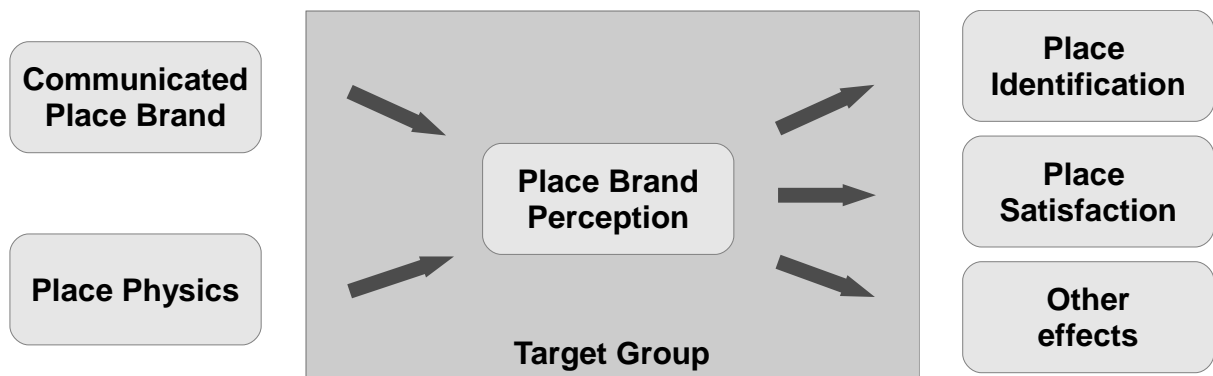 Communicated
Place Brand
Place Physics
Place Brand
Perception
Target Group
Place
Identification
Place
Satisfaction
Other
effects